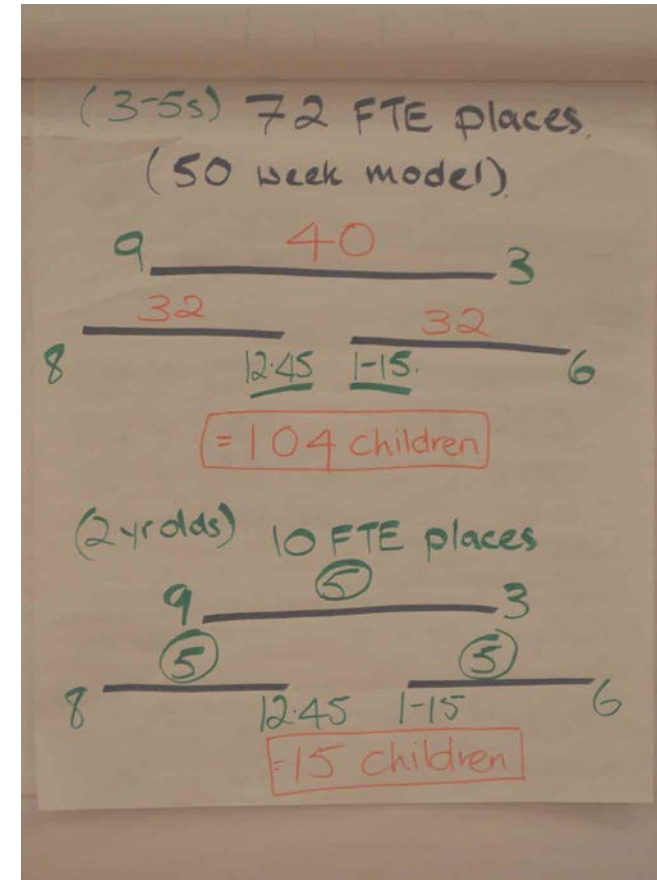 (3-5s) 72 FTE places.
(50 week model)
9 40 3
32 32
8 12.45 1-15. 6
= 104 children
(2yr olds) 10 FTE places
5
9 3
5 5
8 12.45 1-15 6
=15 children